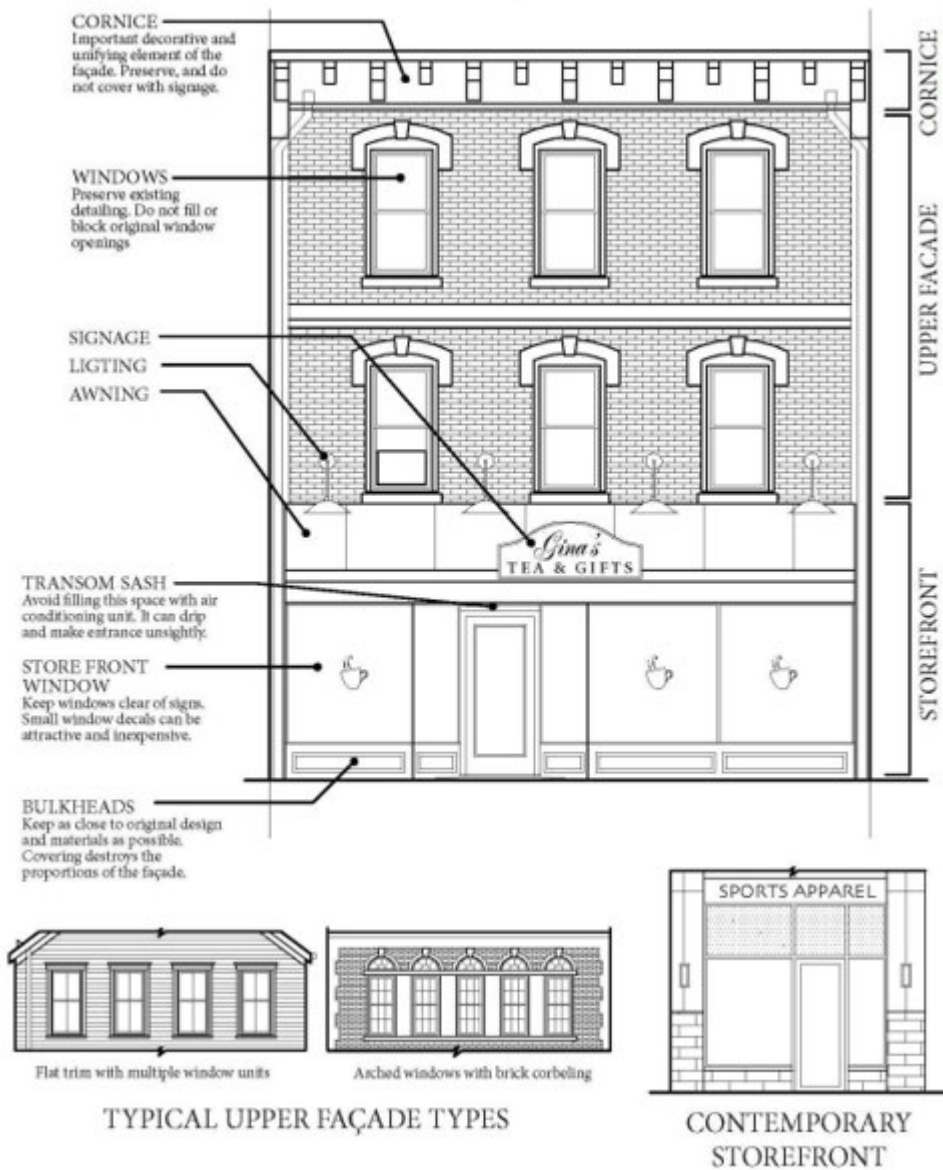 CORNICE
Important decorative and
unifying element of the
façade. Preserve, and do
not cover with signage.
WINDOWS
Preserve existing
detailing. Do not fill or
block original window
openings
SIGNAGE
LIGTING
AWNING
TRANSOM SASH
Avoid filling this space with air
conditioning unit. It can drip
and make entrance unsightly.
STORE FRONT
WINDOW
Keep windows clear of signs.
Small window decals can be
attractive and inexpensive.
BULKHEADS
Keep as close to original design
and materials as possible.
Covering destroys the
proportions of the façade.
Gina's
TEA & GIFTS
CORNICE
UPPER FACADE
STOREFRONT
Flat trim with multiple window units
Arched windows with brick corbeling
TYPICAL UPPER FAÇADE TYPES
SPORTS APPAREL
CONTEMPORARY
STOREFRONT